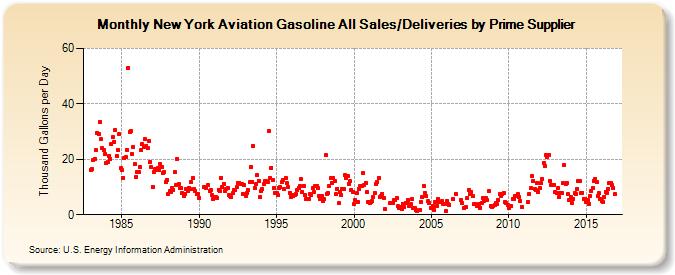 Monthly New York Aviation Gasoline All Sales/Deliveries by Prime Supplier
Thousand Gallons per Day
60
40
20
0
1985 1990 1995 2000 2005 2010 2015
Source: U.S. Energy Information Administration